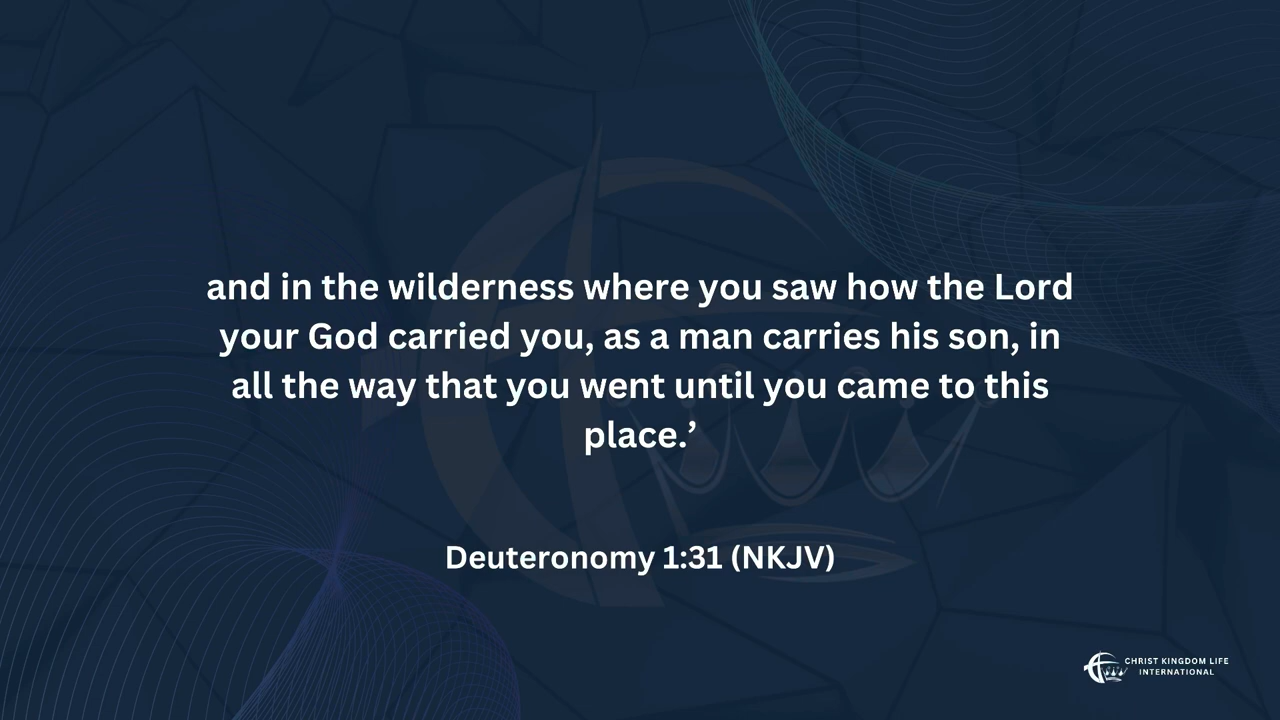 and in the wilderness where you saw how the Lord
your God carried you, as a man carries his son, in
all the way that you went until you came to this
place.’
Deuteronomy 1:31 (NKJV)
CHRIST KINGDOM LIFE
INTERNATIONAL